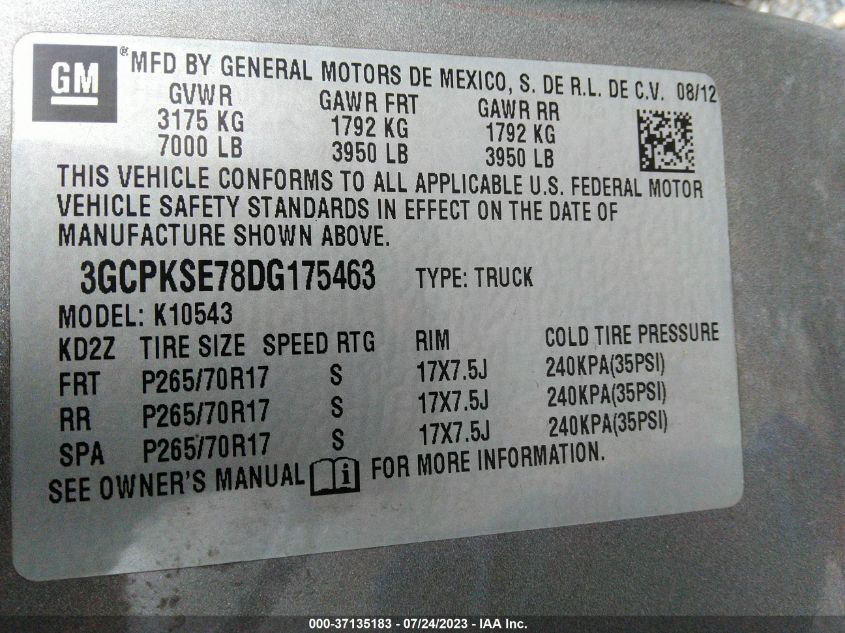 GM ® MFD BY GENERAL MOTORS DE MEXICO, S. DE R.L. DE C.V. 08/12
GVWR GAWR FRT GAWR RR
3175 KG 1792 KG 1792 KG
7000 LB 3950 LB 3950 LB
THIS VEHICLE CONFORMS TO ALL APPLICABLE U.S. FEDERAL MOTOR
VEHICLE SAFETY STANDARDS IN EFFECT ON THE DATE OF
MANUFACTURE SHOWN ABOVE.
3GCPKSE78DG175463 TYPE: TRUCK
MODEL: K10543
KD2Z TIRE SIZE SPEED RTG RIM COLD TIRE PRESSURE
FRT P265/70R17 S 17X7.5J 240KPA(35PSI)
RR P265/70R17 S 17X7.5J 240KPA(35PSI)
SPA P265/70R17 S 17X7.5J 240KPA(35PSI)
SEE OWNER'S MANUAL i FOR MORE INFORMATION.
000-37135183 - 07/24/2023 - IAA Inc.